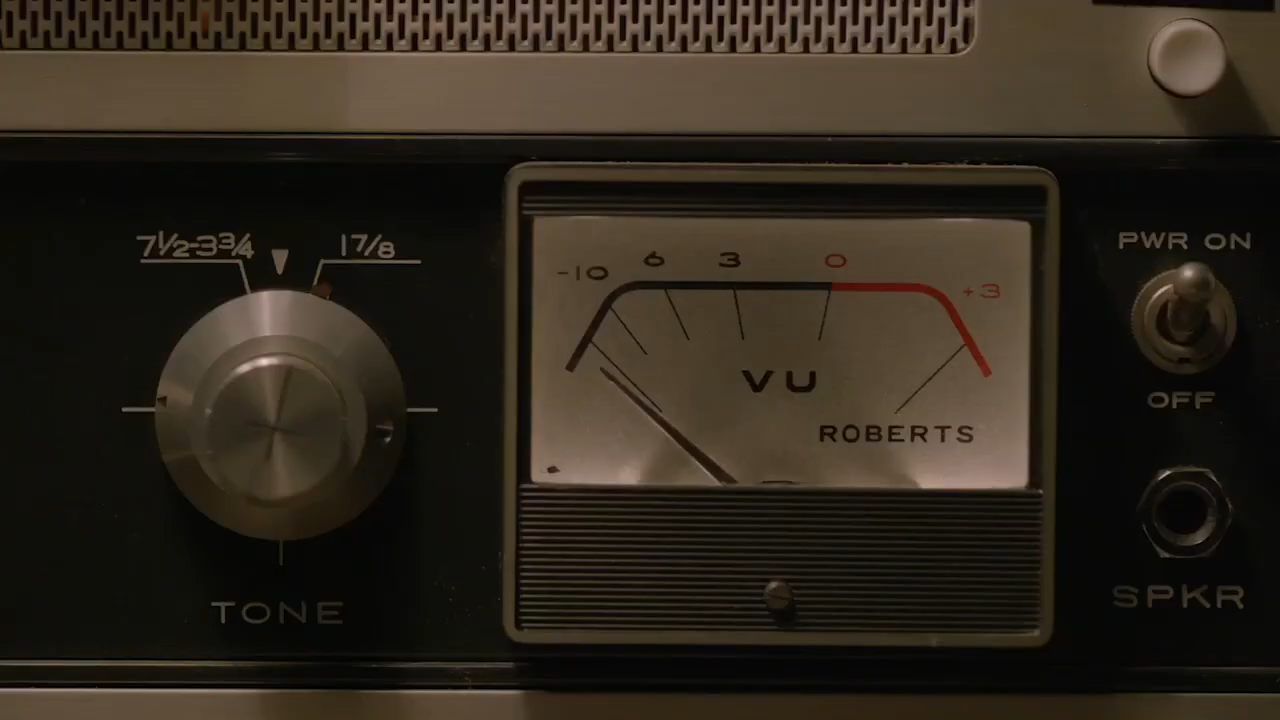 7½-3¾ 17/8
TONE
-10 6 3 0 +3
VU
ROBERTS
PWR ON
OFF
SPKR